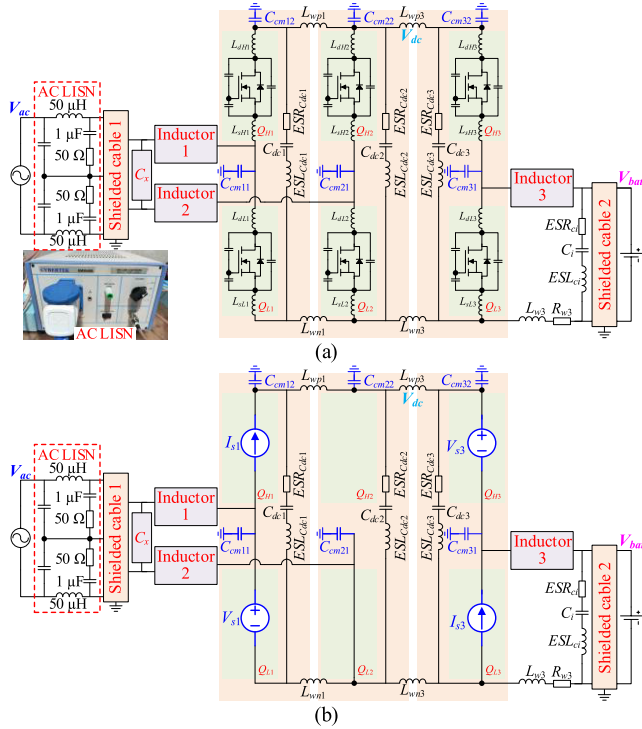 C_cm12 L_wp1 C_cm22 L_wp3 C_cm32
V_dc
L_dH1 L_dH2 L_dH3
AC LISN
50 μH
V_ac
1 μF
50 Ω
50 Ω
1 μF
50 μH
Shielded cable 1
C_x
Inductor 1
Inductor 2
L_sH1 Q_H1 L_sH2 Q_H2 L_sH3 Q_H3
ESR_Cdc1 ESR_Cdc2 ESR_Cdc3
C_dc1 C_dc2 C_dc3
ESL_Cdc1 ESL_Cdc2 ESL_Cdc3
C_cm11 C_cm21 C_cm31
Inductor 3
V_bat
L_dL1 L_dL2 L_dL3
ESR_ci
C_i
ESL_ci
Shielded cable 2
L_sL1 Q_L1 L_sL2 Q_L2 L_sL3 Q_L3
L_w3 R_w3
L_wn1 L_wn3
AC LISN
(a)
C_cm12 L_wp1 C_cm22 L_wp3 C_cm32
V_dc
I_s1 V_s3
AC LISN
50 μH
V_ac
1 μF
50 Ω
50 Ω
1 μF
50 μH
Shielded cable 1
C_x
Inductor 1
Inductor 2
Q_H1 Q_H2 Q_H3
ESR_Cdc1 ESR_Cdc2 ESR_Cdc3
C_dc1 C_dc2 C_dc3
ESL_Cdc1 ESL_Cdc2 ESL_Cdc3
C_cm11 C_cm21 C_cm31
Inductor 3
V_bat
V_s1 I_s3
ESR_ci
C_i
ESL_ci
Shielded cable 2
Q_L1 Q_L2 Q_L3
L_w3 R_w3
L_wn1 L_wn3
(b)